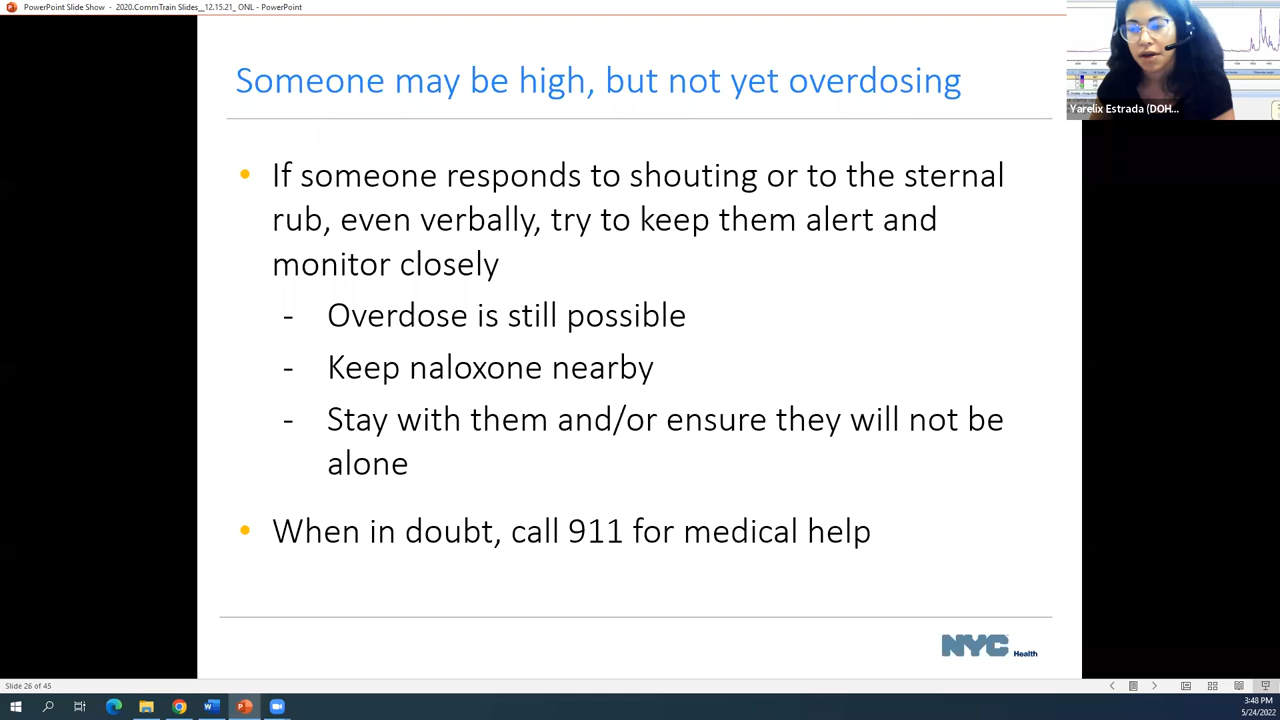 PowerPoint Slide Show - 2020.CommTrain Slides__12.15.21_ ONL - PowerPoint
Yarelix Estrada (DOH...
Someone may be high, but not yet overdosing
• If someone responds to shouting or to the sternal
rub, even verbally, try to keep them alert and
monitor closely
- Overdose is still possible
- Keep naloxone nearby
- Stay with them and/or ensure they will not be
alone
• When in doubt, call 911 for medical help
NYC Health
Slide 26 of 45
3:48 PM
5/24/2022